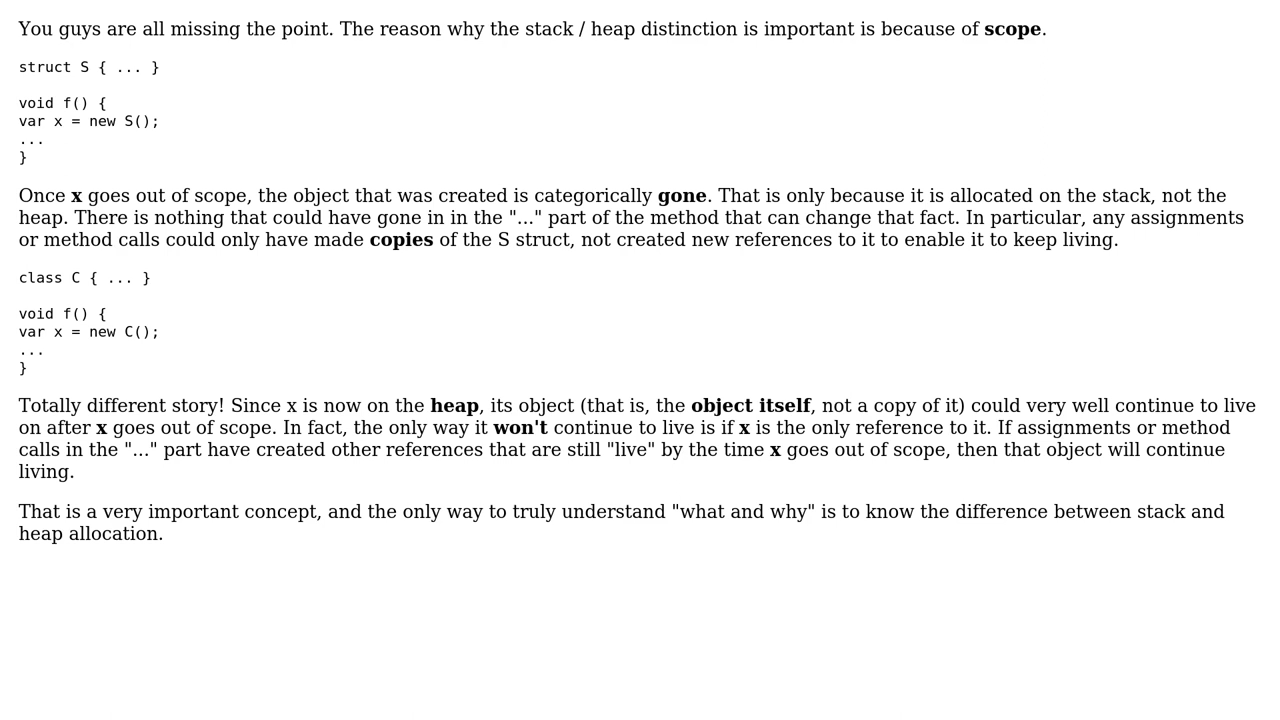 You guys are all missing the point. The reason why the stack / heap distinction is important is because of scope.
struct S { ... }
void f() {
var x = new S();
...
}
Once x goes out of scope, the object that was created is categorically gone. That is only because it is allocated on the stack, not the
heap. There is nothing that could have gone in in the "..." part of the method that can change that fact. In particular, any assignments
or method calls could only have made copies of the S struct, not created new references to it to enable it to keep living.
class C { ... }
void f() {
var x = new C();
...
}
Totally different story! Since x is now on the heap, its object (that is, the object itself, not a copy of it) could very well continue to live
on after x goes out of scope. In fact, the only way it won't continue to live is if x is the only reference to it. If assignments or method
calls in the "..." part have created other references that are still "live" by the time x goes out of scope, then that object will continue
living.
That is a very important concept, and the only way to truly understand "what and why" is to know the difference between stack and
heap allocation.